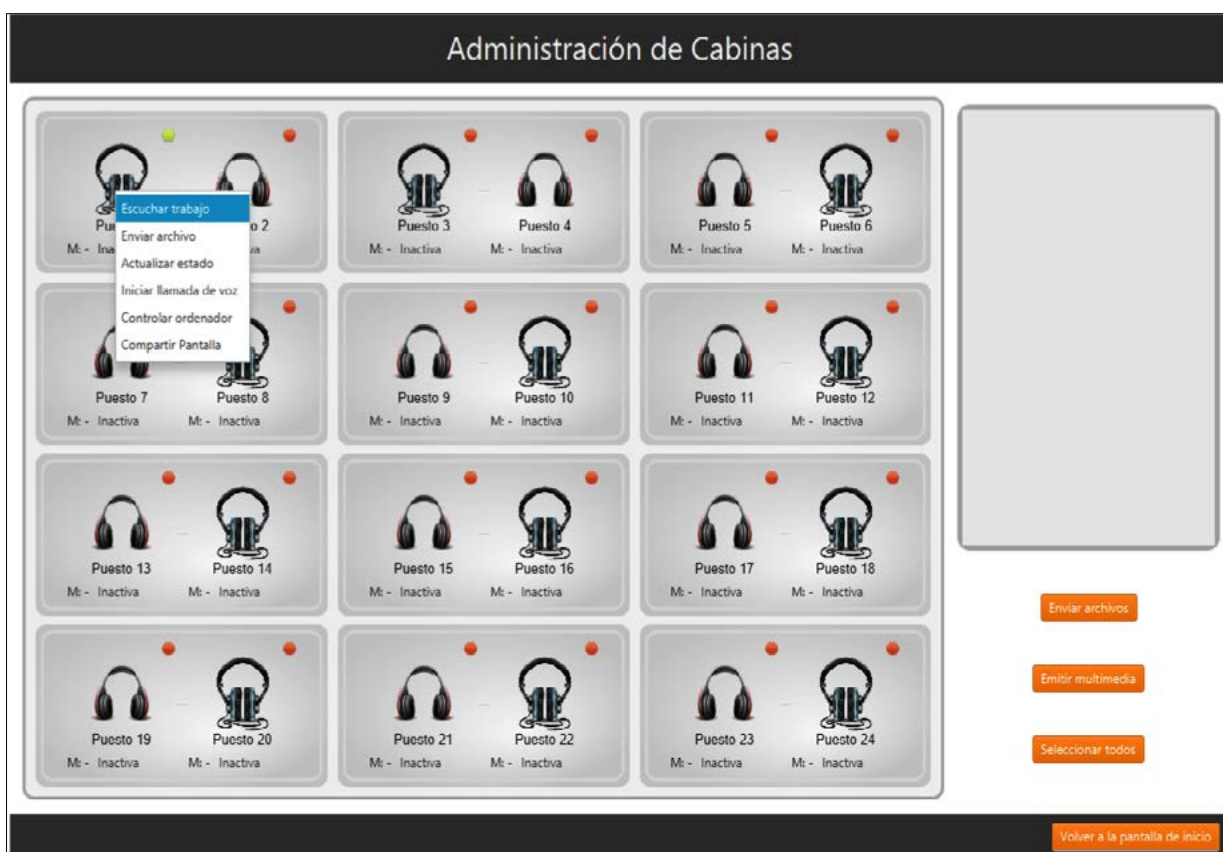 Administración de Cabinas
Escuchar trabajo
Enviar archivo
Actualizar estado
Iniciar llamada de voz
Controlar ordenador
Compartir Pantalla
Puesto 3 Puesto 4
M: - Inactiva M: - Inactiva
Puesto 5 Puesto 6
M: - Inactiva M: - Inactiva
Puesto 7 Puesto 8
M: - Inactiva M: - Inactiva
Puesto 9 Puesto 10
M: - Inactiva M: - Inactiva
Puesto 11 Puesto 12
M: - Inactiva M: - Inactiva
Puesto 13 Puesto 14
M: - Inactiva M: - Inactiva
Puesto 15 Puesto 16
M: - Inactiva M: - Inactiva
Puesto 17 Puesto 18
M: - Inactiva M: - Inactiva
Puesto 19 Puesto 20
M: - Inactiva M: - Inactiva
Puesto 21 Puesto 22
M: - Inactiva M: - Inactiva
Puesto 23 Puesto 24
M: - Inactiva M: - Inactiva
Enviar archivos
Emitir multimedia
Seleccionar todos
Volver a la pantalla de inicio